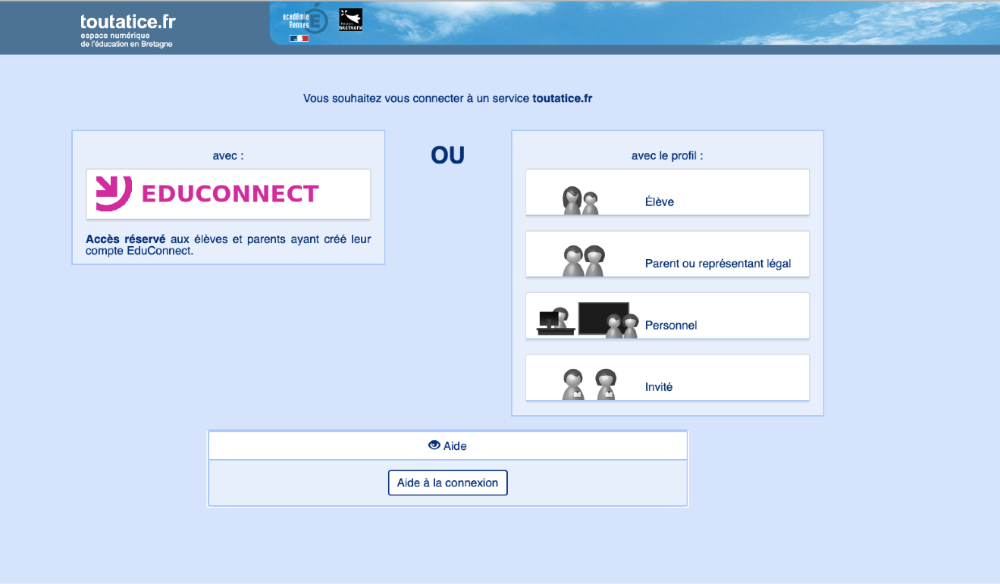 toutatice.fr
espace numérique
de l'éducation en Bretagne
académie
Rennes
É
BRETAGNE
Vous souhaitez vous connecter à un service toutatice.fr
avec :
EDUCONNECT
Accès réservé aux élèves et parents ayant créé leur
compte EduConnect.
OU
avec le profil :
Élève
Parent ou représentant légal
Personnel
Invité
Aide
Aide à la connexion